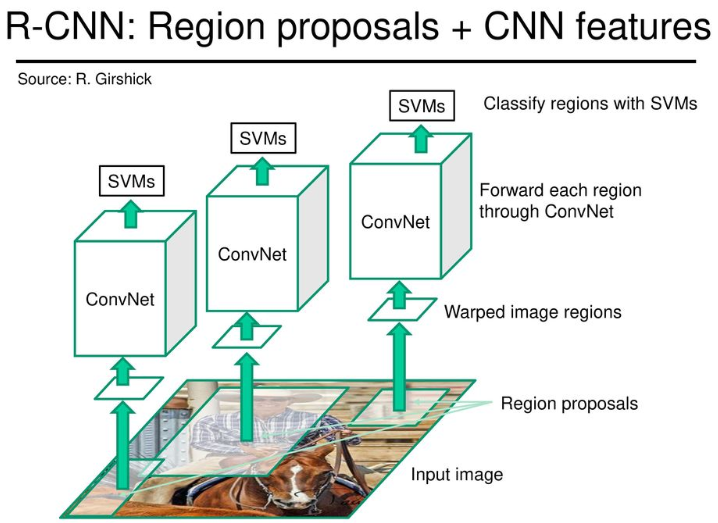 R-CNN: Region proposals + CNN features
Source: R. Girshick
SVMs
Classify regions with SVMs
SVMs
SVMs
ConvNet
Forward each region
through ConvNet
ConvNet
ConvNet
Warped image regions
Region proposals
Input image